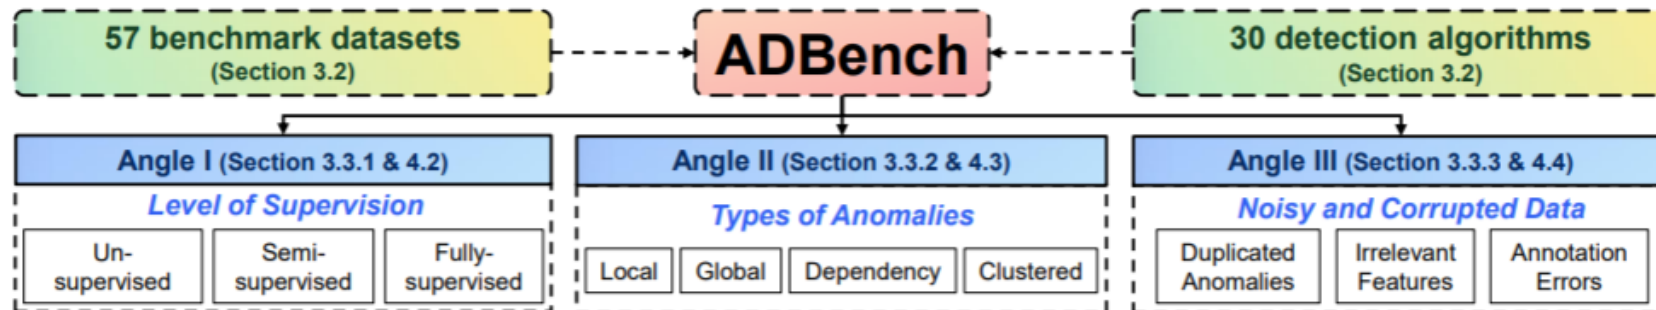 57 benchmark datasets
(Section 3.2)
ADBench
30 detection algorithms
(Section 3.2)
Angle I (Section 3.3.1 & 4.2)
Level of Supervision
Un-
supervised
Semi-
supervised
Fully-
supervised
Angle II (Section 3.3.2 & 4.3)
Types of Anomalies
Local
Global
Dependency
Clustered
Angle III (Section 3.3.3 & 4.4)
Noisy and Corrupted Data
Duplicated
Anomalies
Irrelevant
Features
Annotation
Errors